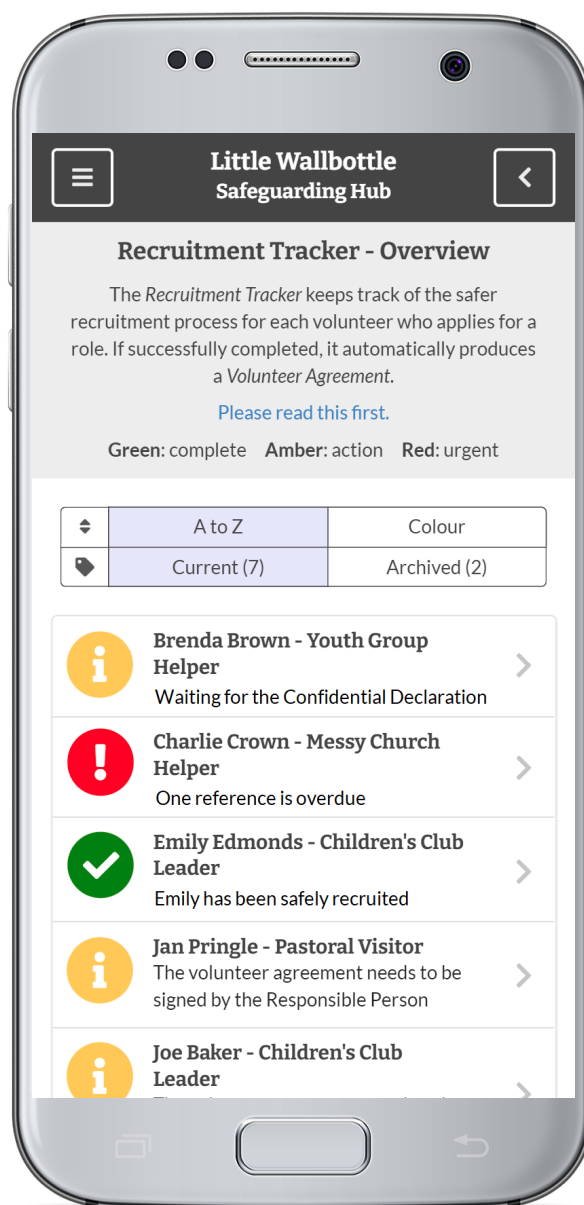 Little Wallbottle
Safeguarding Hub
Recruitment Tracker - Overview
The Recruitment Tracker keeps track of the safer
recruitment process for each volunteer who applies for a
role. If successfully completed, it automatically produces
a Volunteer Agreement.
Please read this first.
Green: complete Amber: action Red: urgent
A to Z Colour
Current (7) Archived (2)
Brenda Brown - Youth Group
Helper
Waiting for the Confidential Declaration
Charlie Crown - Messy Church
Helper
One reference is overdue
Emily Edmonds - Children's Club
Leader
Emily has been safely recruited
Jan Pringle - Pastoral Visitor
The volunteer agreement needs to be
signed by the Responsible Person
Joe Baker - Children's Club
Leader